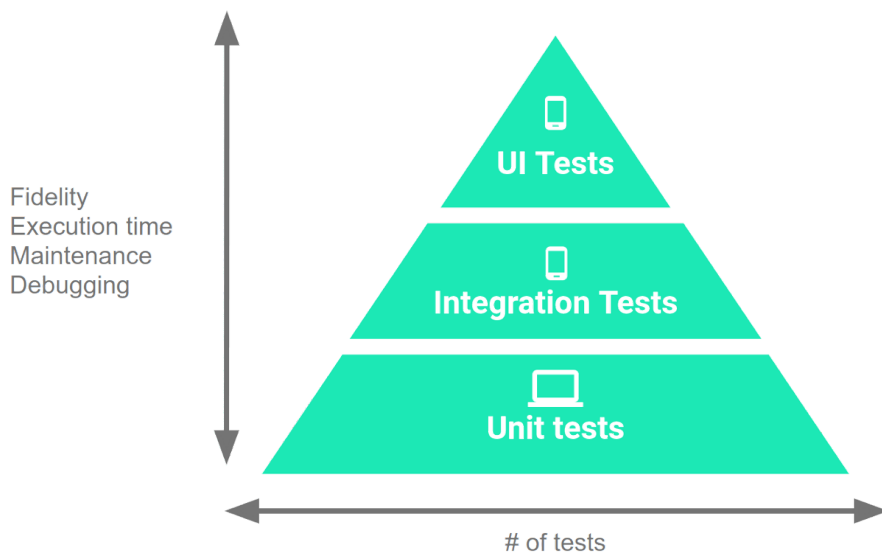 UI Tests
Fidelity
Execution time
Maintenance
Debugging
Integration Tests
Unit tests
# of tests